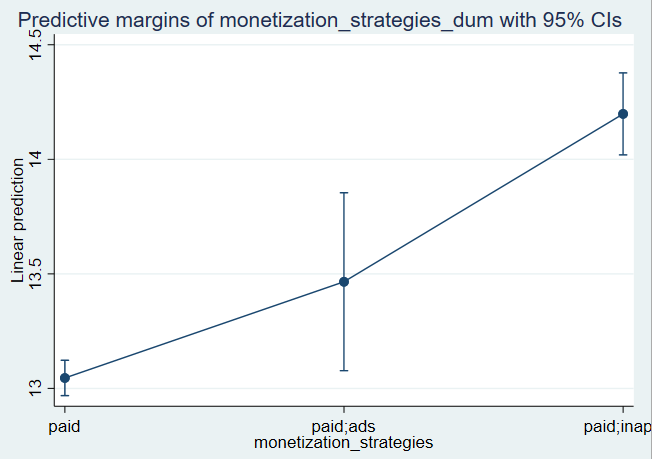 Predictive margins of monetization_strategies_dum with 95% CIs
14.5
14
13.5
13
Linear prediction
paid
paid;ads
paid;inap
monetization_strategies